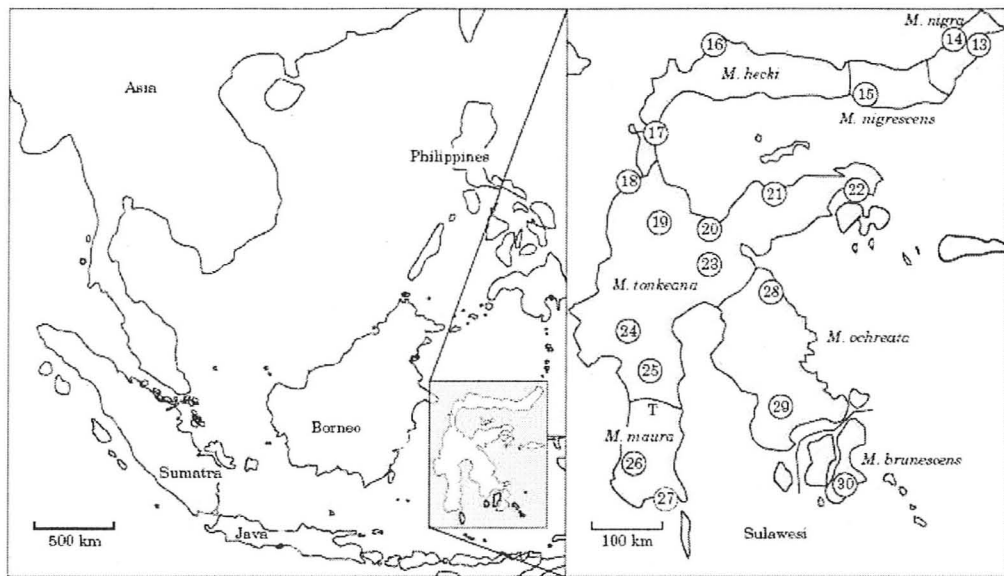 Asia
Philippines
Borneo
Sumatra
Java
500 km
M. nigra
14
13
16
M. hecki
15
M. nigrescens
17
18
21
22
19
20
23
M. tonkeana
28
24
M. ochreata
25
T
29
M. maura
26
M. brunescens
30
27
100 km
Sulawesi